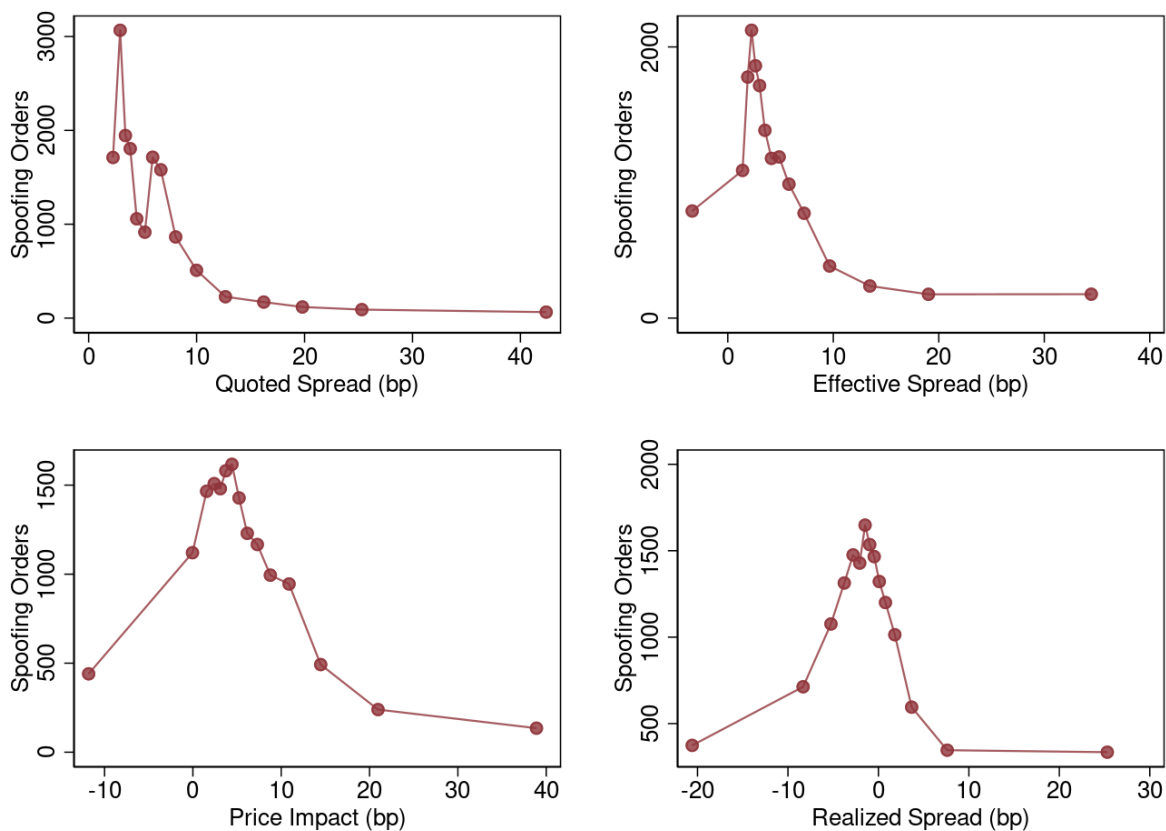 Spoofing Orders
3000
2000
1000
0
0 10 20 30 40
Quoted Spread (bp)
Spoofing Orders
2000
0
0 10 20 30 40
Effective Spread (bp)
Spoofing Orders
1500
1000
500
0
-10 0 10 20 30 40
Price Impact (bp)
Spoofing Orders
2000
1500
1000
500
-20 -10 0 10 20 30
Realized Spread (bp)